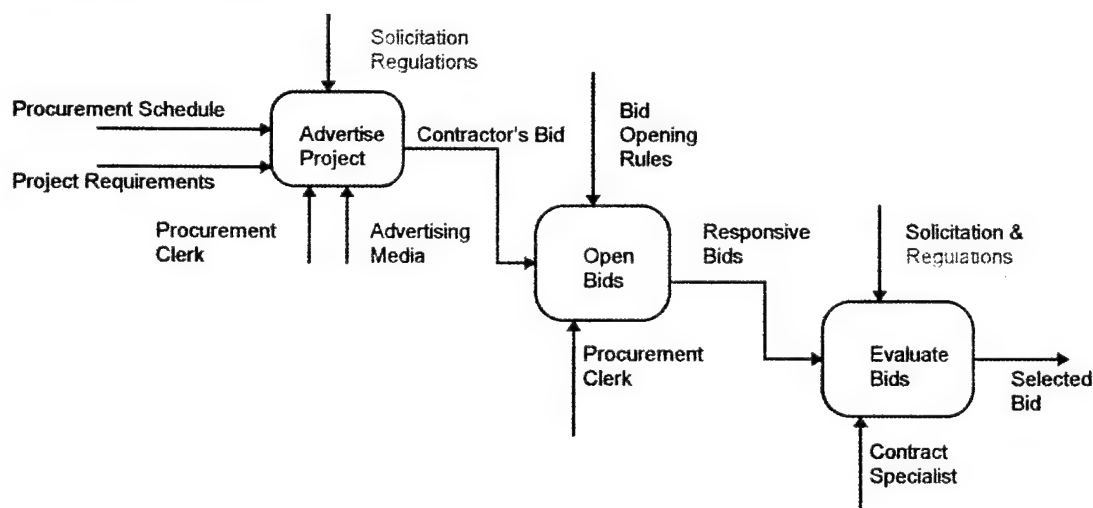 Solicitation
Regulations
Procurement Schedule
Project Requirements
Advertise
Project
Contractor's Bid
Bid
Opening
Rules
Procurement
Clerk
Advertising
Media
Open
Bids
Responsive
Bids
Solicitation &
Regulations
Procurement
Clerk
Evaluate
Bids
Selected
Bid
Contract
Specialist